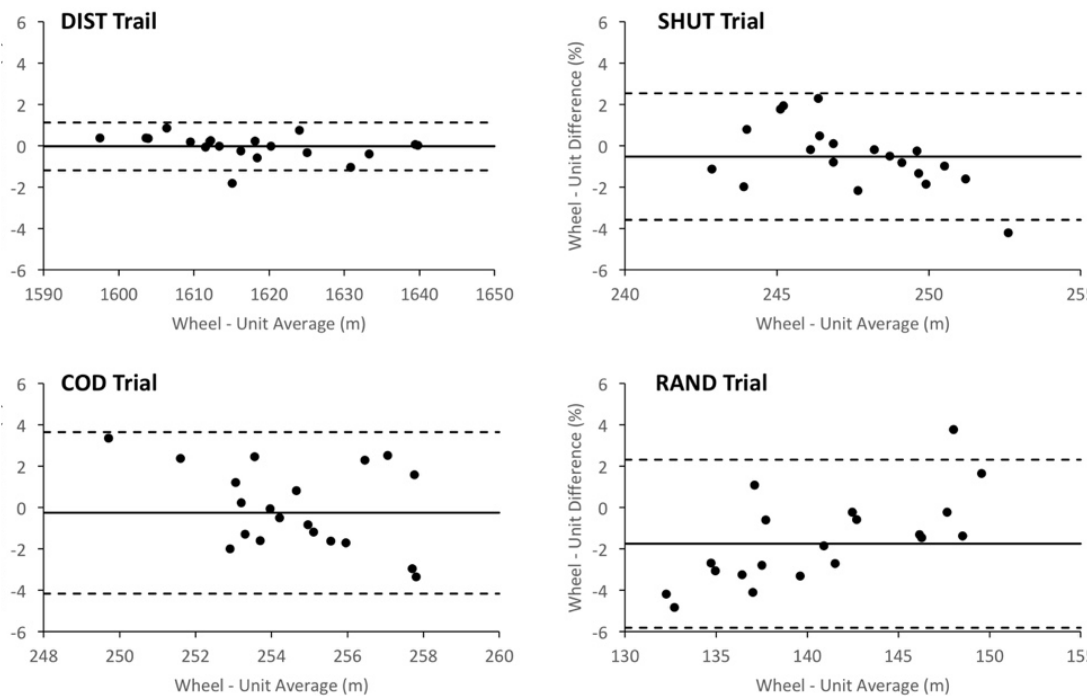 DIST Trail
6
4
2
0
-2
-4
-6
1590 1600 1610 1620 1630 1640 1650
Wheel - Unit Average (m)
SHUT Trial
Wheel - Unit Difference (%)
6
4
2
0
-2
-4
-6
240 245 250 255
Wheel - Unit Average (m)
COD Trial
6
4
2
0
-2
-4
-6
248 250 252 254 256 258 260
Wheel - Unit Average (m)
RAND Trial
Wheel - Unit Difference (%)
6
4
2
0
-2
-4
-6
130 135 140 145 150
Wheel - Unit Average (m)